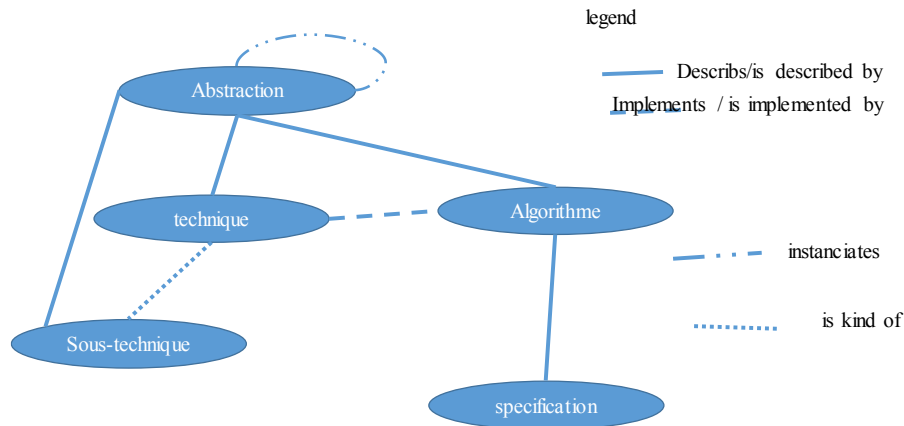 legend
Describs/is described by
Implements / is implemented by
Abstraction
technique
Algorithme
instanciates
is kind of
Sous-technique
specification